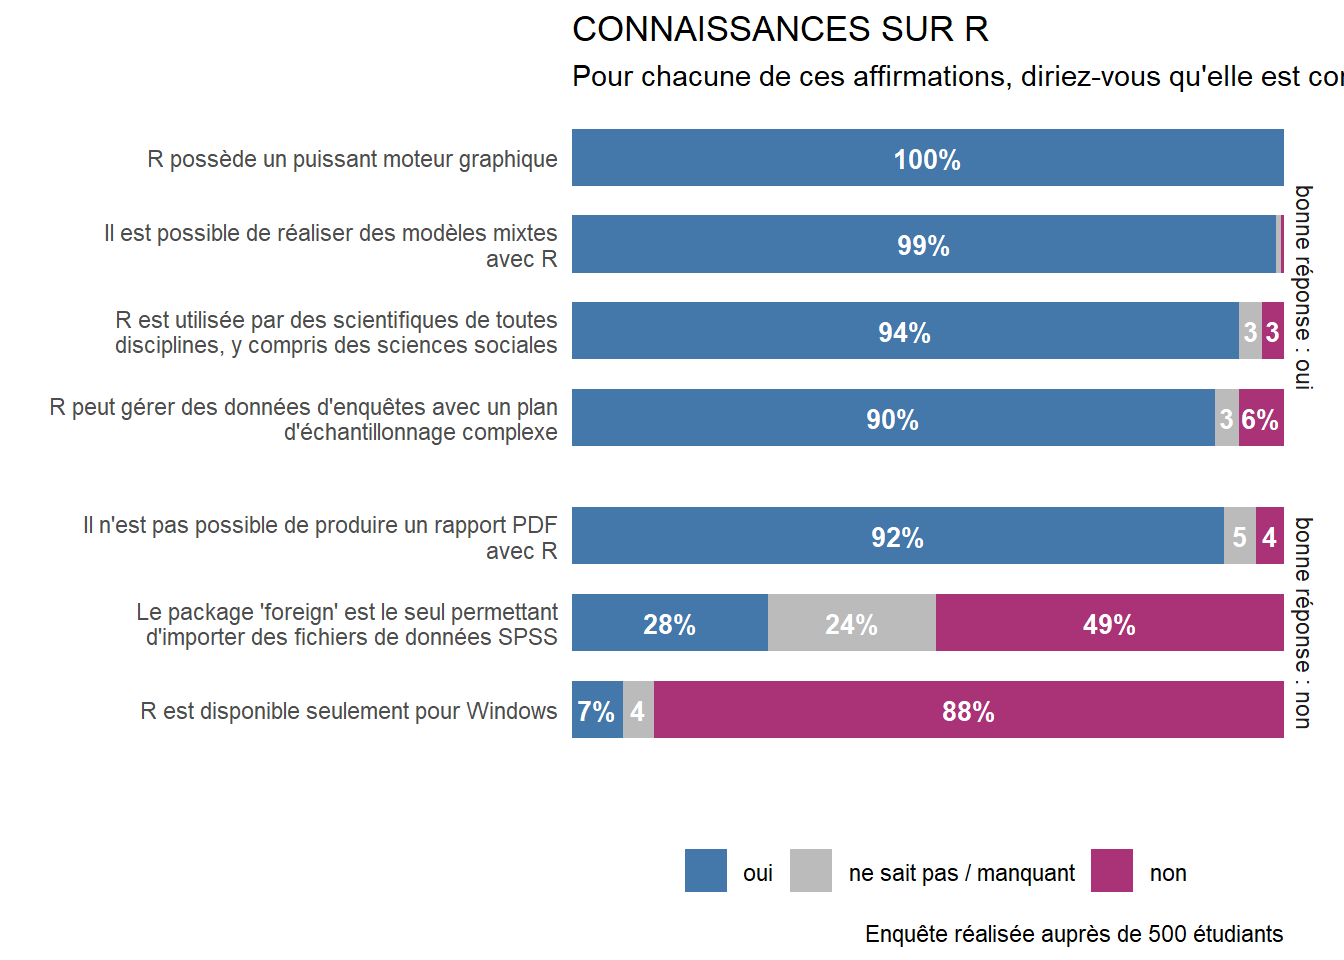 CONNAISSANCES SUR R
Pour chacune de ces affirmations, diriez-vous qu'elle est
R possède un puissant moteur graphique
100%
Il est possible de réaliser des modèles mixtes
avec R
99%
R est utilisée par des scientifiques de toutes
disciplines, y compris des sciences sociales
94% 3 3
R peut gérer des données d'enquêtes avec un plan
d'échantillonnage complexe
90% 3 6%
bonne réponse : oui
Il n'est pas possible de produire un rapport PDF
avec R
92% 5 4
Le package 'foreign' est le seul permettant
d'importer des fichiers de données SPSS
28% 24% 49%
R est disponible seulement pour Windows
7% 4 88%
bonne réponse : non
oui ne sait pas / manquant non
Enquête réalisée auprès de 500 étudiants